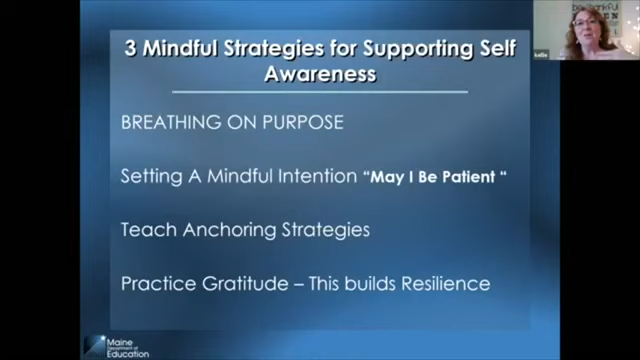 3 Mindful Strategies for Supporting Self
Awareness
BREATHING ON PURPOSE
Setting A Mindful Intention “May I Be Patient “
Teach Anchoring Strategies
Practice Gratitude – This builds Resilience
Maine
Department of
Education